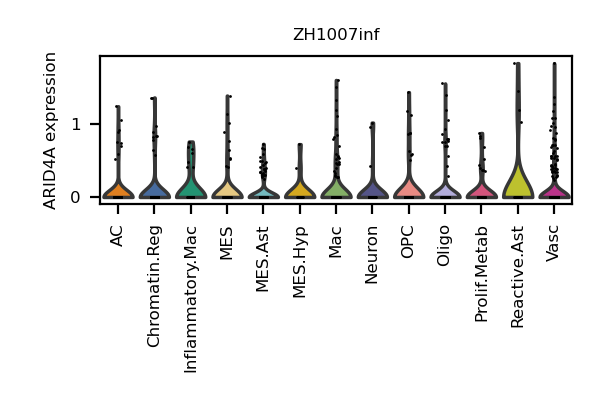 ZH1007inf
ARID4A expression
1
0
AC
Chromatin.Reg
Inflammatory.Mac
MES
MES.Ast
MES.Hyp
Mac
Neuron
OPC
Oligo
Prolif.Metab
Reactive.Ast
Vasc